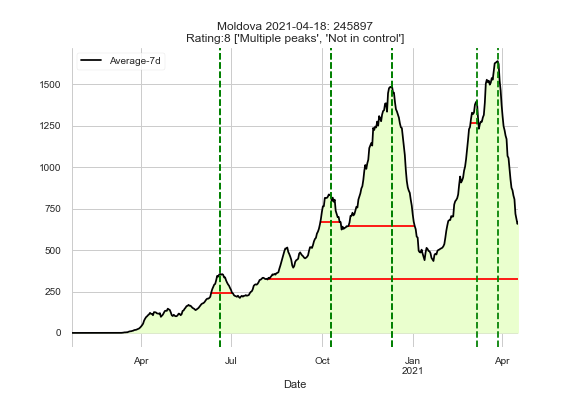 Moldova 2021-04-18: 245897
Rating:8 ['Multiple peaks', 'Not in control']
Average-7d
1500
1250
1000
750
500
250
0
Apr
Jul
Oct
Jan
2021
Apr
Date